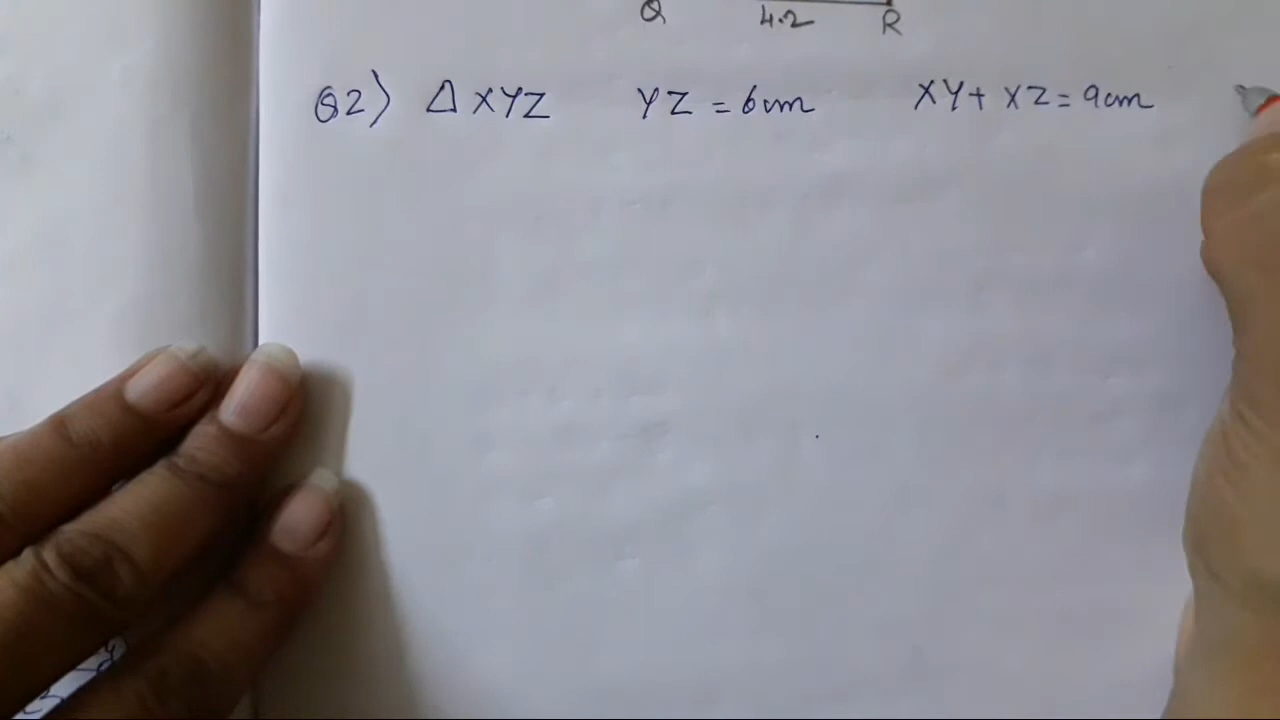 Q 4.2 R
Q2) Δ XYZ YZ = 6cm XY + XZ = 9cm